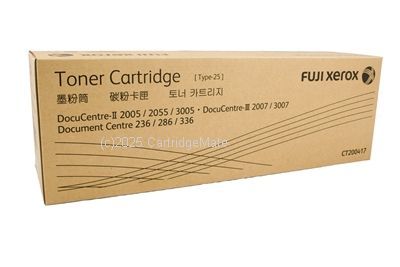 Toner Cartridge [Type-25]
FUJI XEROX
墨粉筒 碳粉卡匣 토너 카트리지
DocuCentre-II 2005 / 2055 / 3005 · DocuCentre-II 2007 / 3007
Document Centre 236 / 286 / 336
(c)2025 CartridgeMate
CT200417